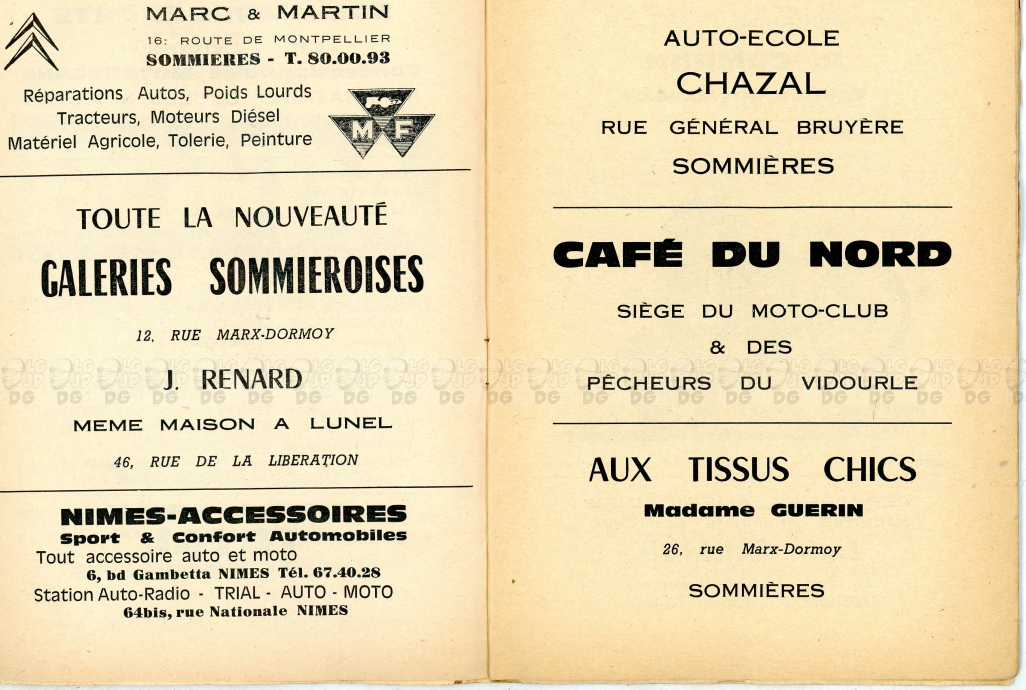 MARC & MARTIN
16: ROUTE DE MONTPELLIER
SOMMIERES - T. 80.00.93
Réparations Autos, Poids Lourds
Tracteurs, Moteurs Diésel
Matériel Agricole, Tolerie, Peinture
M F
TOUTE LA NOUVEAUTÉ
GALERIES SOMMIEROISES
12, RUE MARX-DORMOY
J. RENARD
MEME MAISON A LUNEL
46, RUE DE LA LIBERATION
NIMES-ACCESSOIRES
Sport & Confort Automobiles
Tout accessoire auto et moto
6, bd Gambetta NIMES Tél. 67.40.28
Station Auto-Radio - TRIAL - AUTO - MOTO
64bis, rue Nationale NIMES
AUTO-ECOLE
CHAZAL
RUE GÉNÉRAL BRUYÈRE
SOMMIÈRES
CAFÉ DU NORD
SIÈGE DU MOTO-CLUB
& DES
PÊCHEURS DU VIDOURLE
AUX TISSUS CHICS
Madame GUERIN
26, rue Marx-Dormoy
SOMMIÈRES